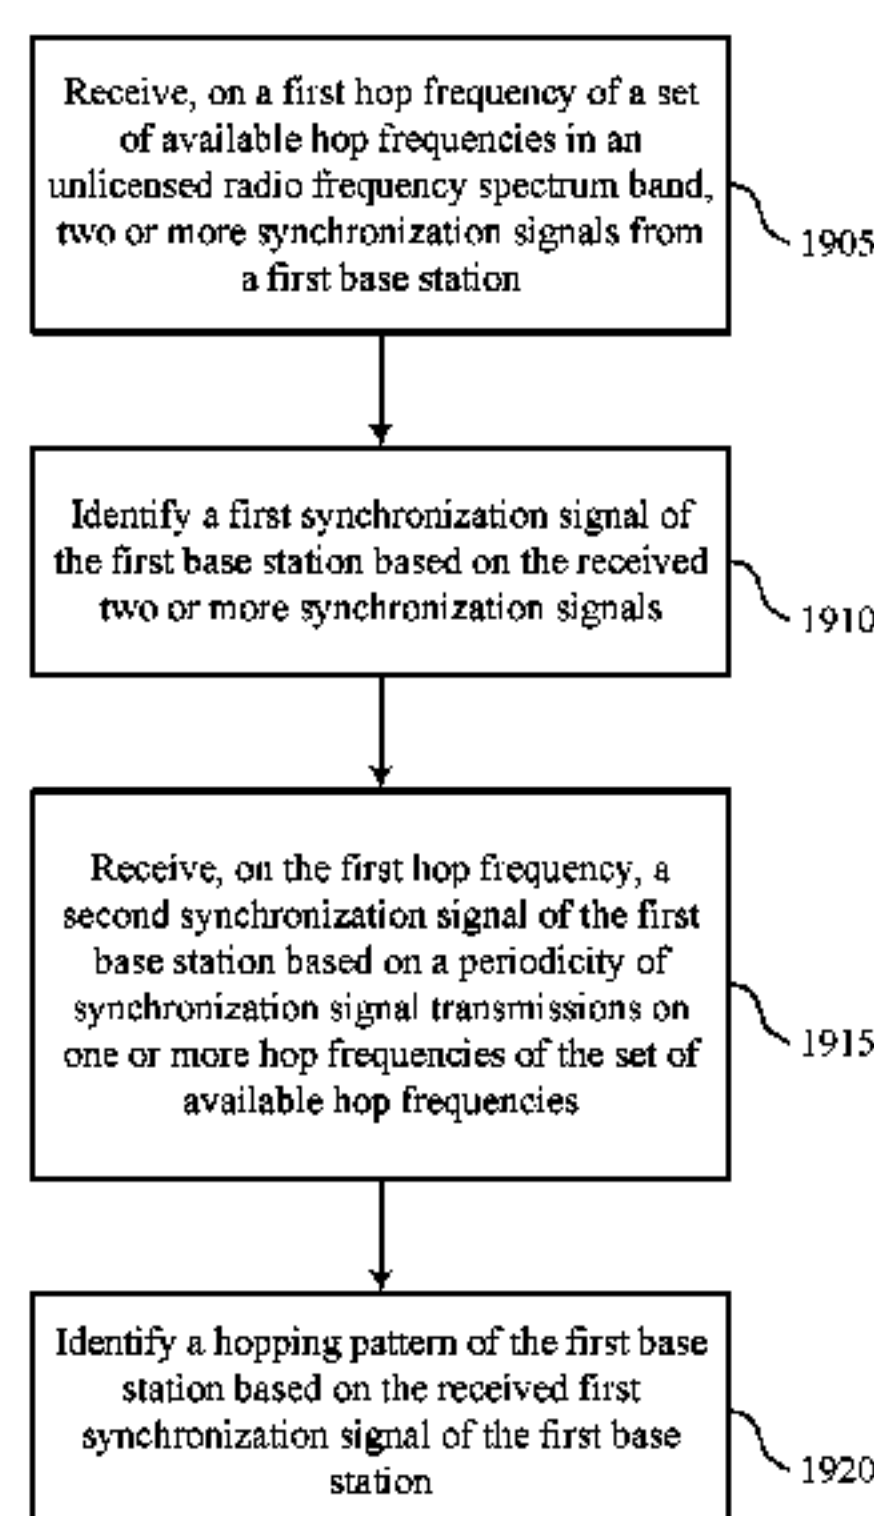 Receive, on a first hop frequency of a set
of available hop frequencies in an
unlicensed radio frequency spectrum band,
two or more synchronization signals from
a first base station
1905
Identify a first synchronization signal of
the first base station based on the received
two or more synchronization signals
1910
Receive, on the first hop frequency, a
second synchronization signal of the first
base station based on a periodicity of
synchronization signal transmissions on
one or more hop frequencies of the set of
available hop frequencies
1915
Identify a hopping pattern of the first base
station based on the received first
synchronization signal of the first base
station
1920